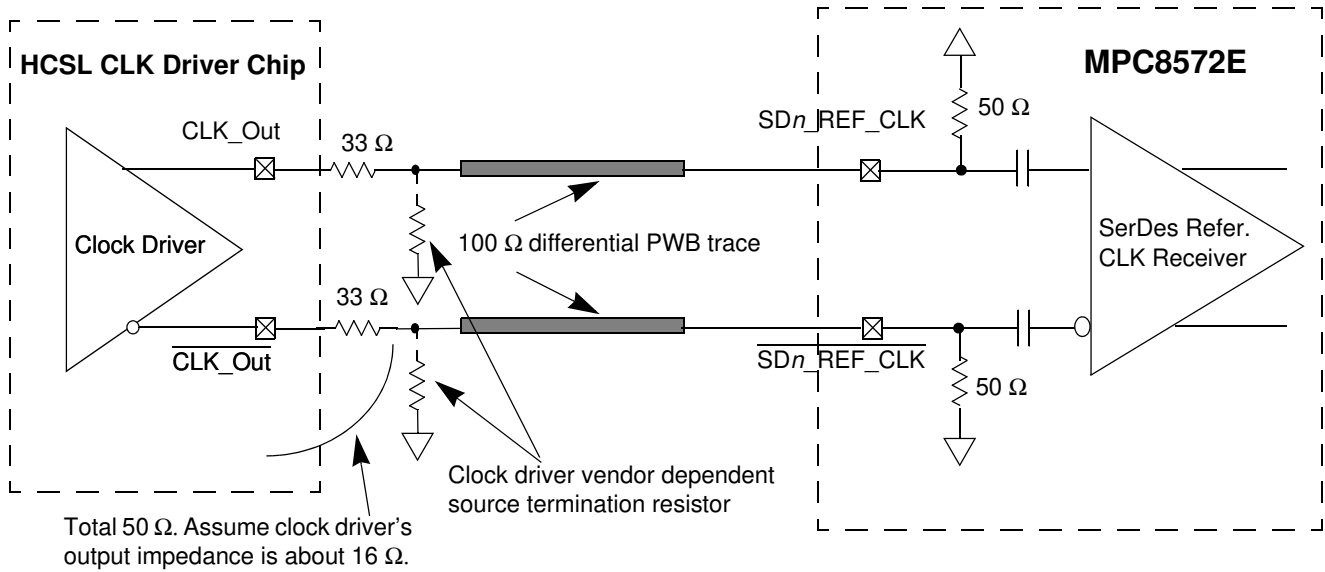 HCSL CLK Driver Chip
MPC8572E
CLK_Out
33 Ω
SDn_REF_CLK
50 Ω
Clock Driver
100 Ω differential PWB trace
SerDes Refer.
CLK Receiver
33 Ω
CLK_Out
SDn_REF_CLK
50 Ω
Clock driver vendor dependent
source termination resistor
Total 50 Ω. Assume clock driver's
output impedance is about 16 Ω.